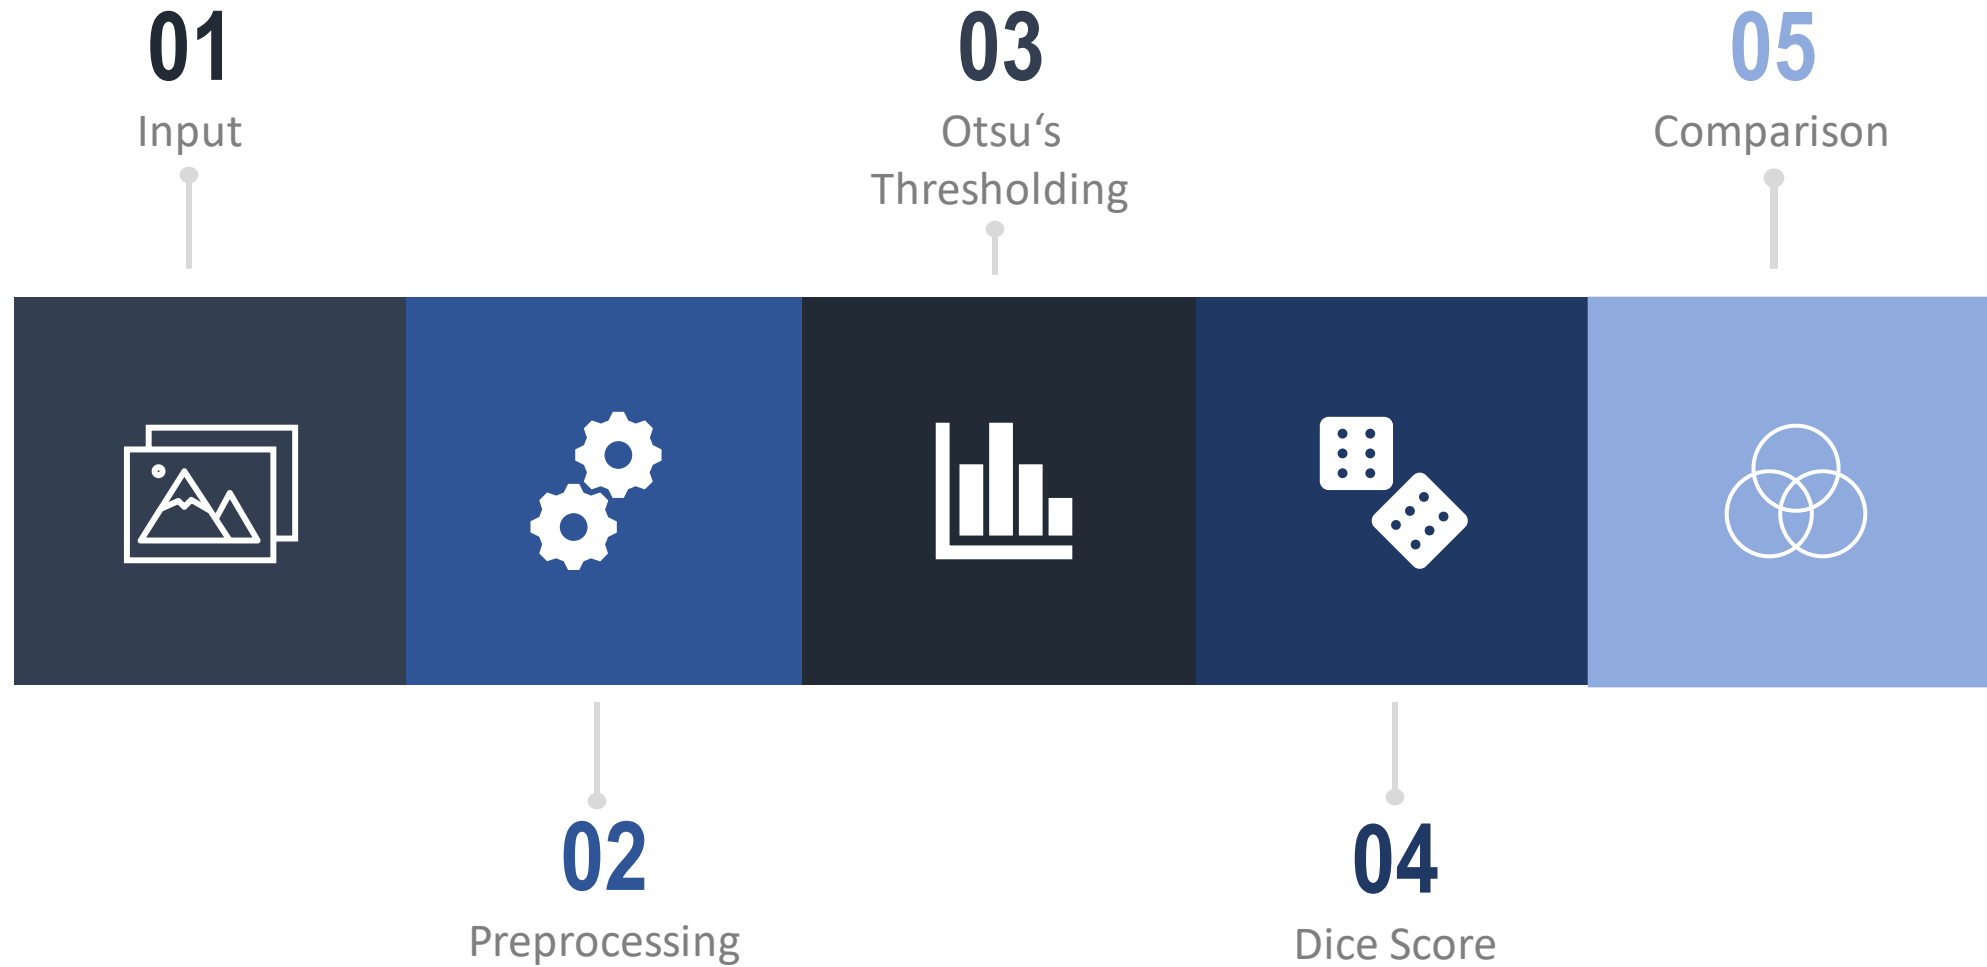 01
Input
02
Preprocessing
03
Otsu‘s
Thresholding
04
Dice Score
05
Comparison